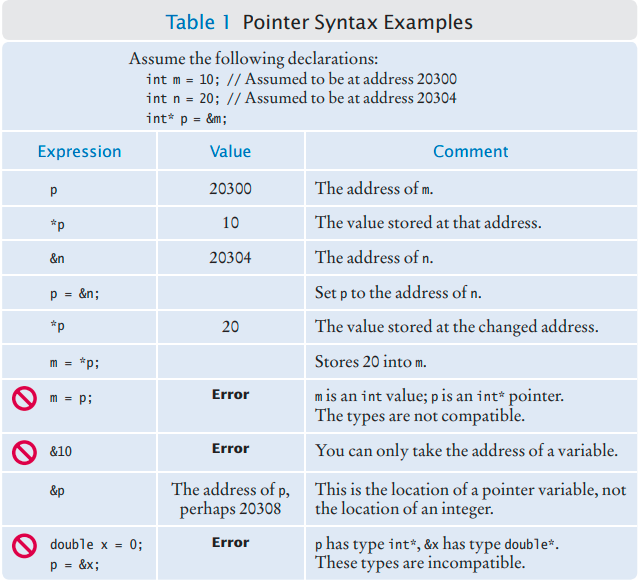 Table 1 Pointer Syntax Examples
Assume the following declarations:
int m = 10; // Assumed to be at address 20300
int n = 20; // Assumed to be at address 20304
int* p = &m;
Expression Value Comment
p 20300 The address of m.
*p 10 The value stored at that address.
&n 20304 The address of n.
p = &n; Set p to the address of n.
*p 20 The value stored at the changed address.
m = *p; Stores 20 into m.
m = p; Error m is an int value; p is an int* pointer.
The types are not compatible.
&10 Error You can only take the address of a variable.
&p The address of p, This is the location of a pointer variable, not
perhaps 20308 the location of an integer.
double x = 0; Error p has type int*, &x has type double*.
p = &x; These types are incompatible.